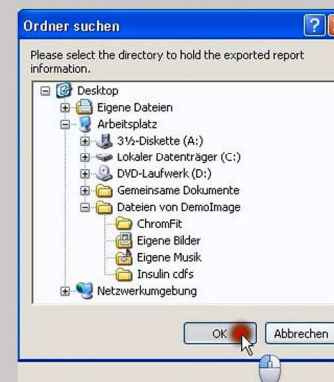 Ordner suchen
Please select the directory to hold the exported report
information.
Desktop
Eigene Dateien
Arbeitsplatz
3½-Diskette (A:)
Lokaler Datenträger (C:)
DVD-Laufwerk (D:)
Gemeinsame Dokumente
Dateien von DemoImage
ChromFit
Eigene Bilder
Eigene Musik
Insulin cdfs
Netzwerkumgebung
OK
Abbrechen